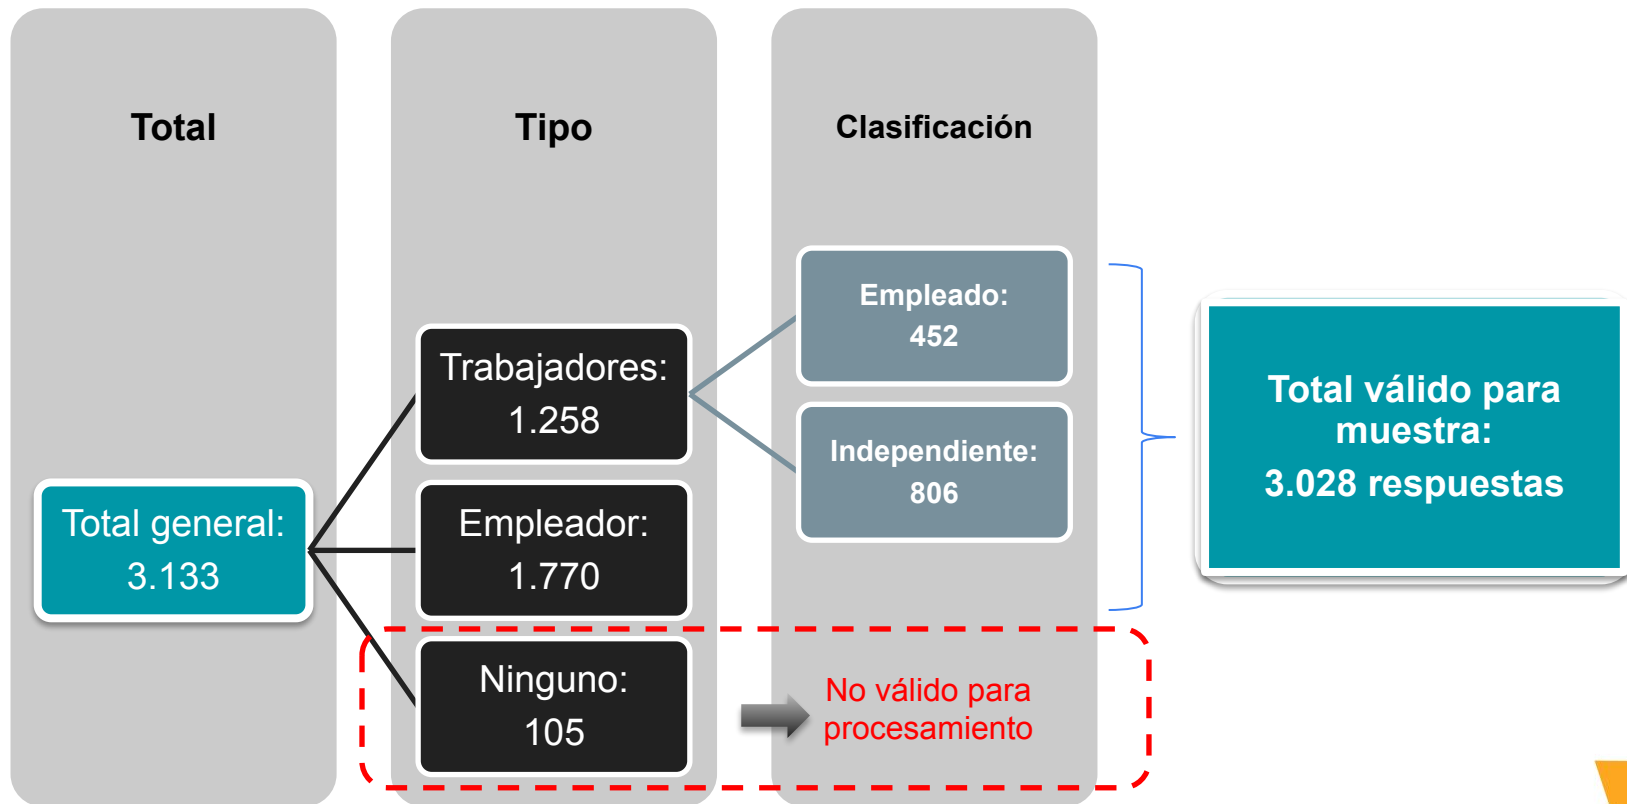 Total
Tipo
Clasificación
Total general:
3.133
Trabajadores:
1.258
Empleador:
1.770
Ninguno:
105
Empleado:
452
Independiente:
806
No válido para
procesamiento
Total válido para
muestra:
3.028 respuestas